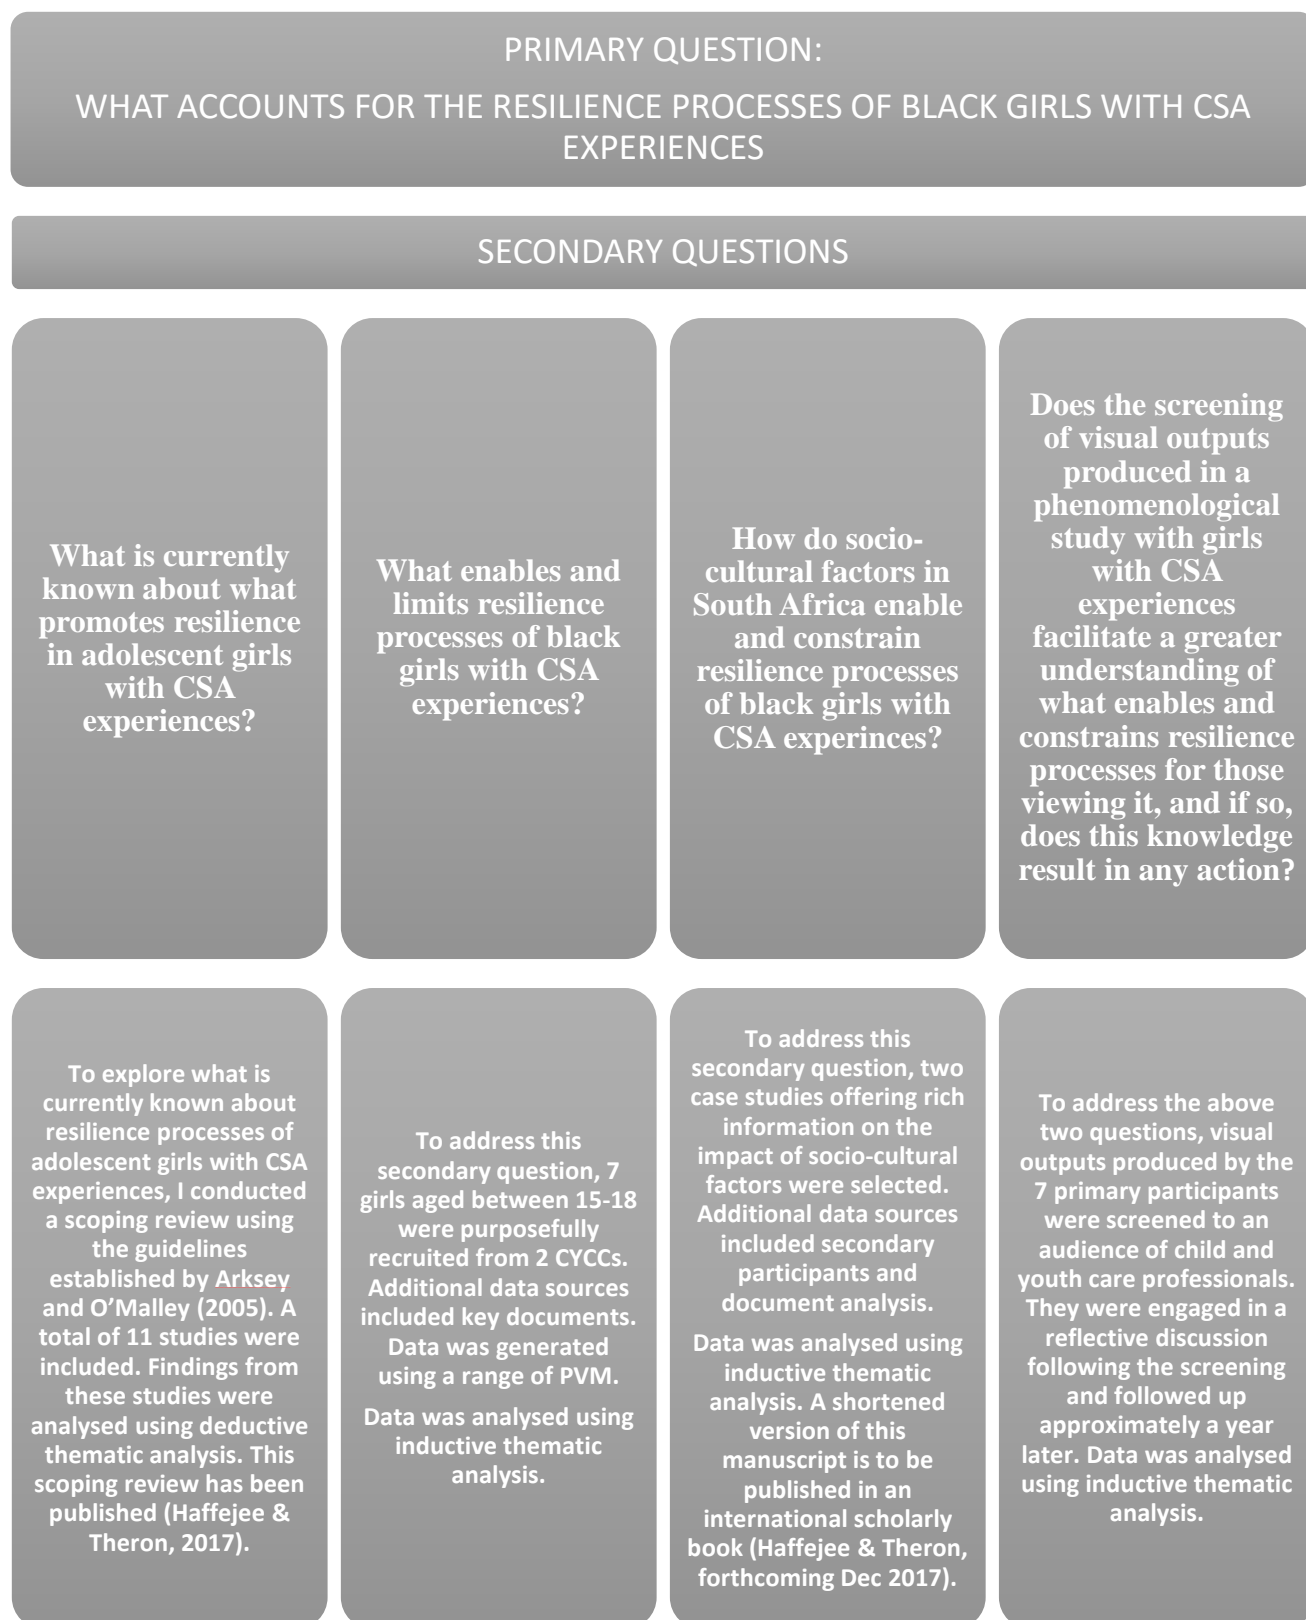 PRIMARY QUESTION:
WHAT ACCOUNTS FOR THE RESILIENCE PROCESSES OF BLACK GIRLS WITH CSA
EXPERIENCES
SECONDARY QUESTIONS
What is currently
known about what
promotes resilience
in adolescent girls
with CSA
experiences?
What enables and
limits resilience
processes of black
girls with CSA
experiences?
How do socio-
cultural factors in
South Africa enable
and constrain
resilience processes
of black girls with
CSA experinces?
Does the screening
of visual outputs
produced in a
phenomenological
study with girls
with CSA
experiences
facilitate a greater
understanding of
what enables and
constrains resilience
processes for those
viewing it, and if so,
does this knowledge
result in any action?
To explore what is
currently known about
resilience processes of
adolescent girls with CSA
experiences, I conducted
a scoping review using
the guidelines
established by Arksey
and O’Malley (2005). A
total of 11 studies were
included. Findings from
these studies were
analysed using deductive
thematic analysis. This
scoping review has been
published (Haffejee &
Theron, 2017).
To address this
secondary question, 7
girls aged between 15-18
were purposefully
recruited from 2 CYCCs.
Additional data sources
included key documents.
Data was generated
using a range of PVM.
Data was analysed using
inductive thematic
analysis.
To address this
secondary question, two
case studies offering rich
information on the
impact of socio-cultural
factors were selected.
Additional data sources
included secondary
participants and
document analysis.
Data was analysed using
inductive thematic
analysis. A shortened
version of this
manuscript is to be
published in an
international scholarly
book (Haffejee & Theron,
forthcoming Dec 2017).
To address the above
two questions, visual
outputs produced by the
7 primary participants
were screened to an
audience of child and
youth care professionals.
They were engaged in a
reflective discussion
following the screening
and followed up
approximately a year
later. Data was analysed
using inductive thematic
analysis.